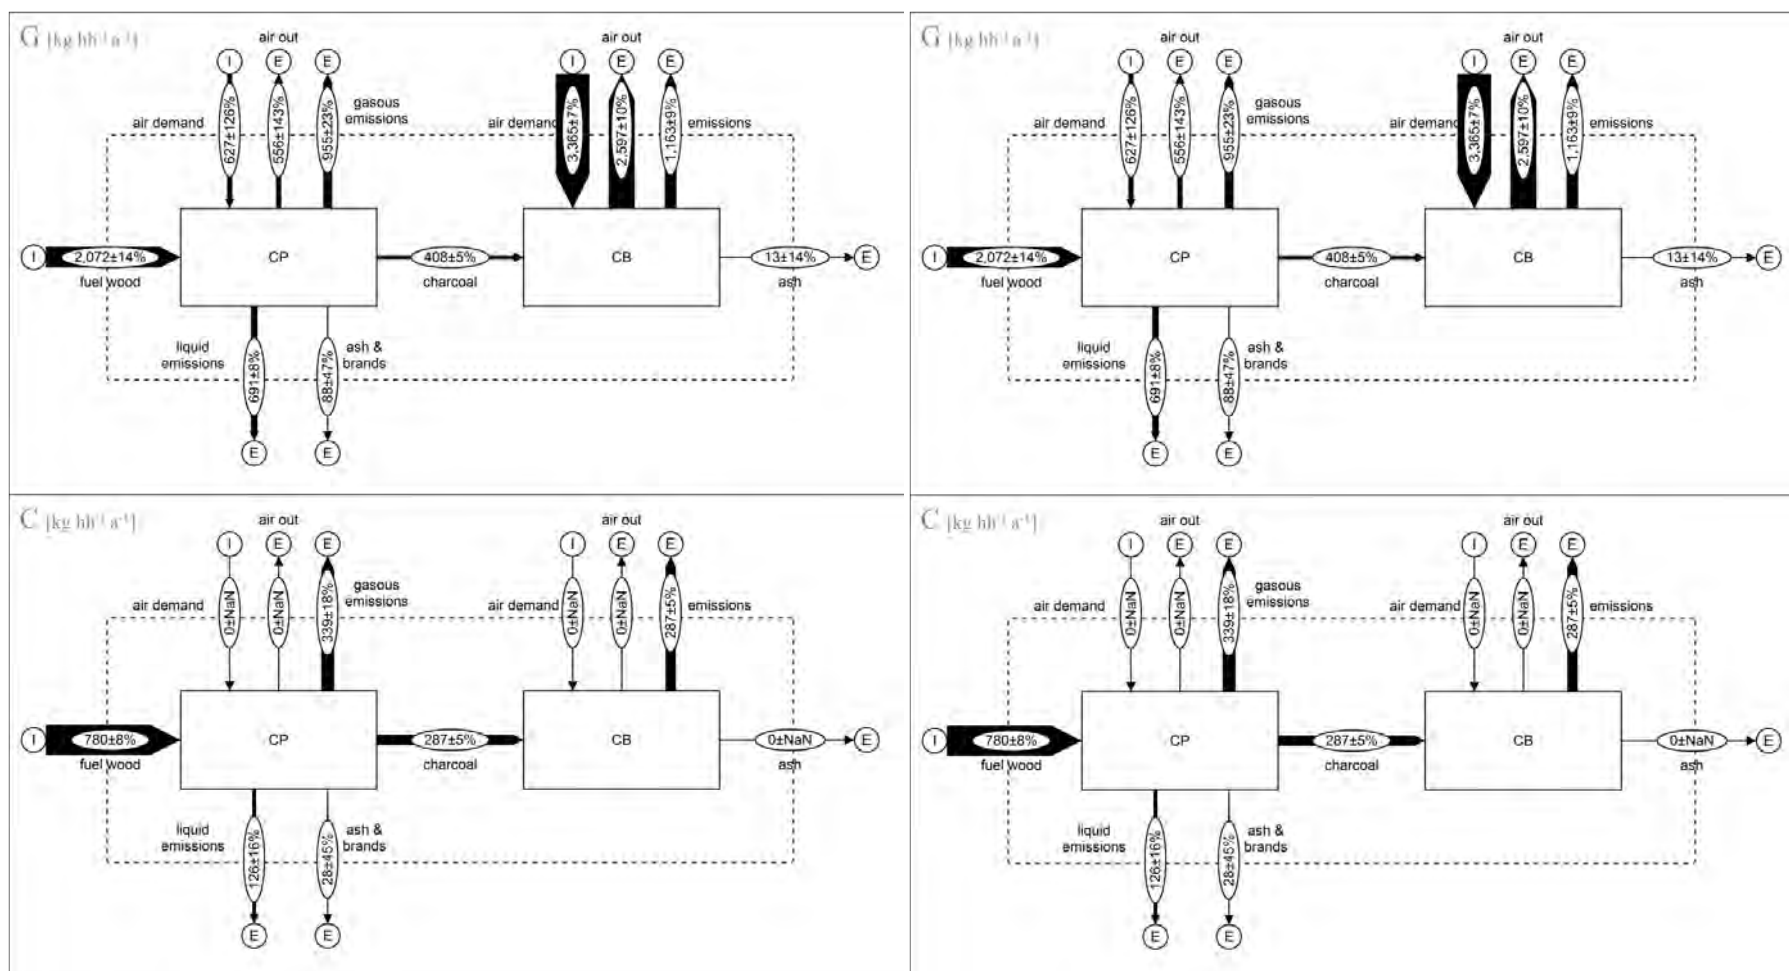 G [kg hh⁻¹ a⁻¹]
air out
I E E
I E E
air demand
627±126%
556±143%
955±23%
gasous
emissions
air demand
3,365±7%
2,597±10%
1,163±9%
emissions
I
2,072±14%
fuel wood
CP
408±5%
charcoal
CB
13±14%
ash
E
liquid
emissions
691±8%
88±47%
ash &
brands
E E
air out
G [kg hh⁻¹ a⁻¹]
air out
I E E
air out
I E E
air demand
627±126%
556±143%
955±23%
gasous
emissions
air demand
3,365±7%
2,597±10%
1,163±9%
emissions
I
2,072±14%
fuel wood
CP
408±5%
charcoal
CB
13±14%
ash
E
liquid
emissions
691±8%
88±47%
ash &
brands
E E
C [kg hh⁻¹ a⁻¹]
air out
I E E
air out
I E E
air demand
0±NaN
0±NaN
339±18%
gasous
emissions
air demand
0±NaN
0±NaN
287±5%
emissions
I
780±8%
fuel wood
CP
287±5%
charcoal
CB
0±NaN
ash
E
liquid
emissions
126±16%
28±45%
ash &
brands
E E
C [kg hh⁻¹ a⁻¹]
air out
I E E
air out
I E E
air demand
0±NaN
0±NaN
339±18%
gasous
emissions
air demand
0±NaN
0±NaN
287±5%
emissions
I
780±8%
fuel wood
CP
287±5%
charcoal
CB
0±NaN
ash
E
liquid
emissions
126±16%
28±45%
ash &
brands
E E